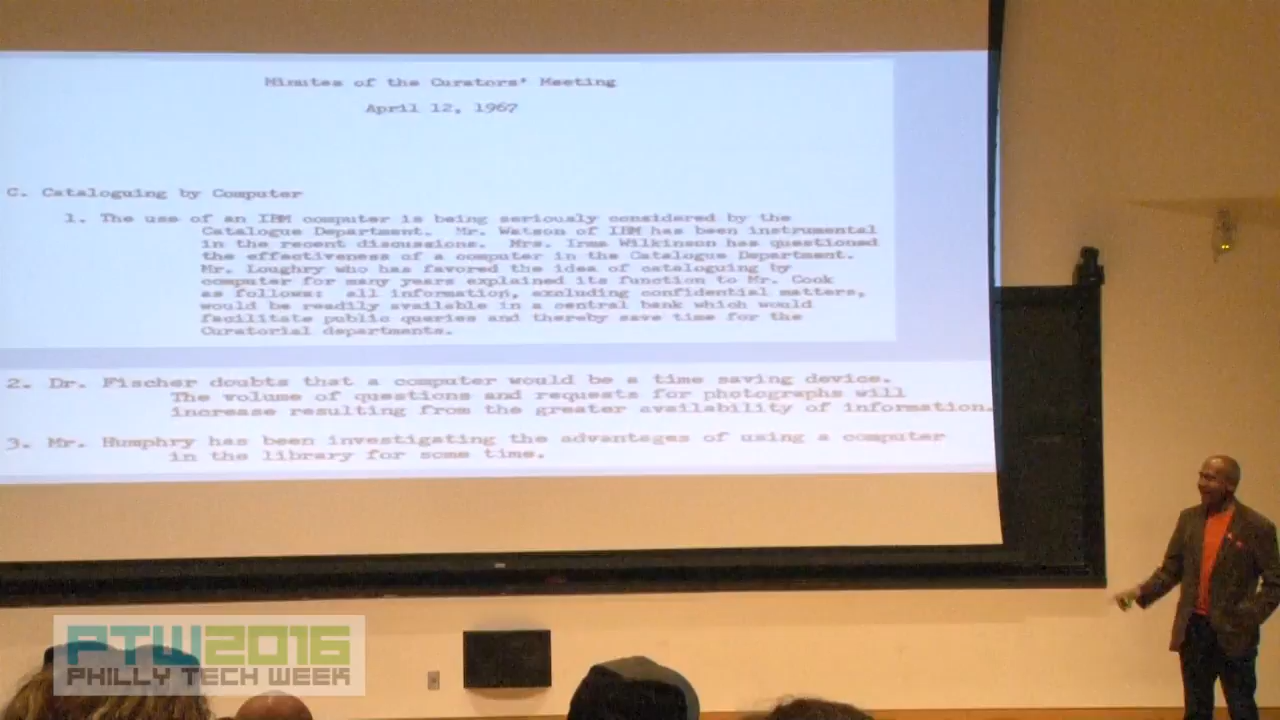 Minutes of the Curators' Meeting
April 12, 1967
C. Cataloguing by Computer
1. The use of an IBM computer is being seriously considered by the
Catalogue Department. Mr. Watson of IBM has been instrumental
in the recent discussions. Mrs. Irma Wilkinson has questioned
the effectiveness of a computer in the Catalogue Department.
Mr. Loughry who has favored the idea of cataloguing by
computer for many years explained its function to Mr. Cook
as follows: all information, excluding confidential matters,
would be readily available in a central bank which would
facilitate public queries and thereby save time for the
Curatorial departments.
2. Dr. Fischer doubts that a computer would be a time saving device.
The volume of questions and requests for photographs will
increase resulting from the greater availability of information.
3. Mr. Humphry has been investigating the advantages of using a computer
in the library for some time.
PTW2016
PHILLY TECH WEEK